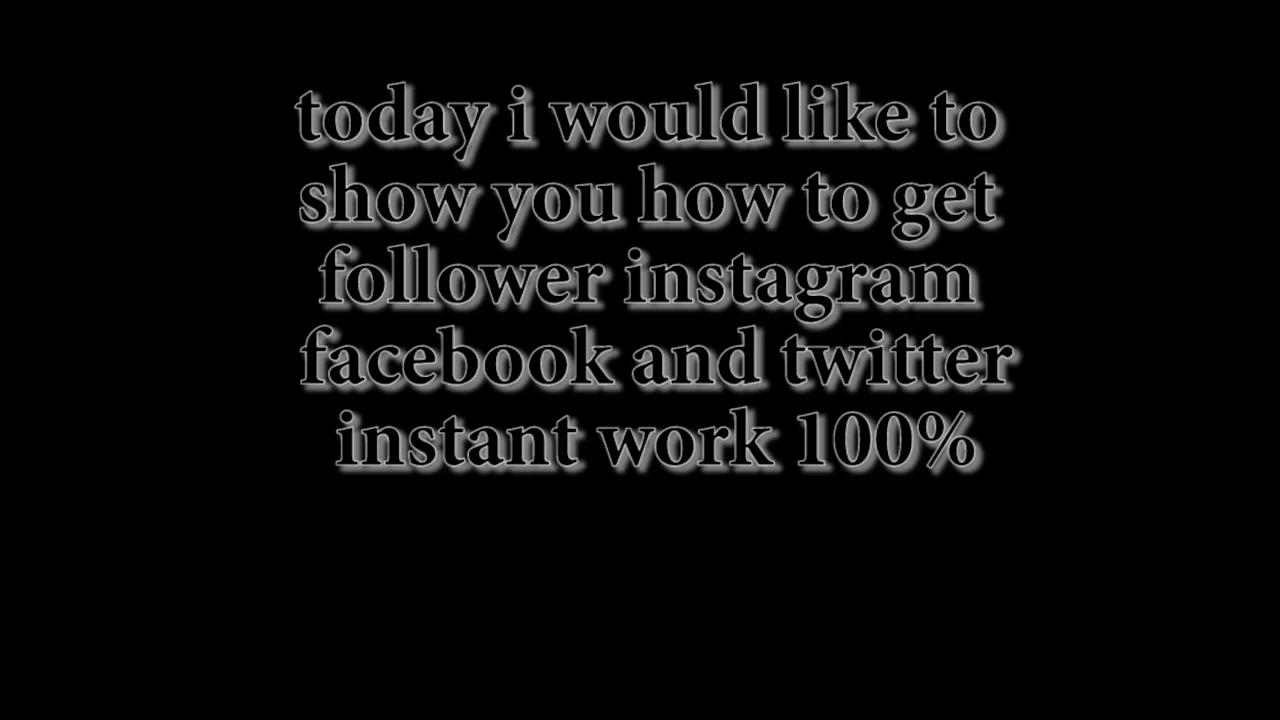 today i would like to
show you how to get
follower instagram
facebook and twitter
instant work 100%